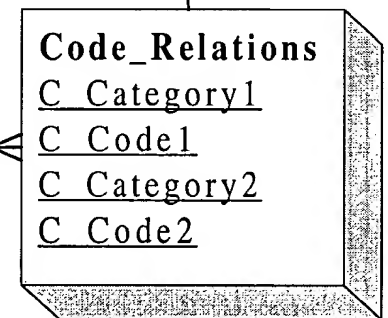 Code_Relations
C_Category1
C_Code1
C_Category2
C_Code2